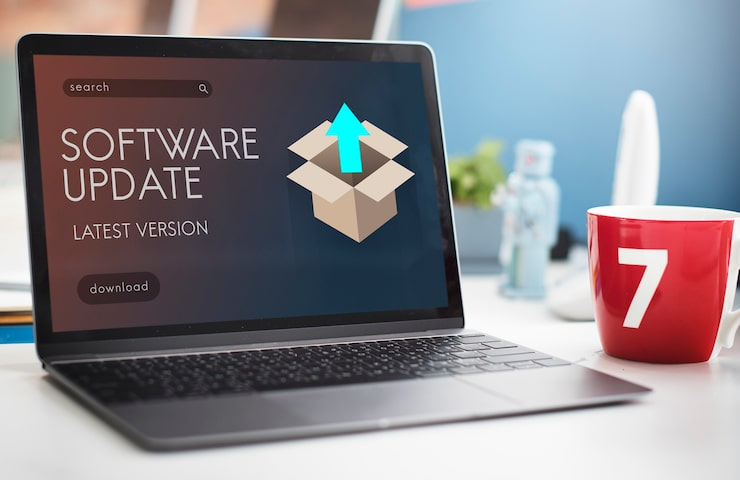 search
SOFTWARE
UPDATE
LATEST VERSION
download
7